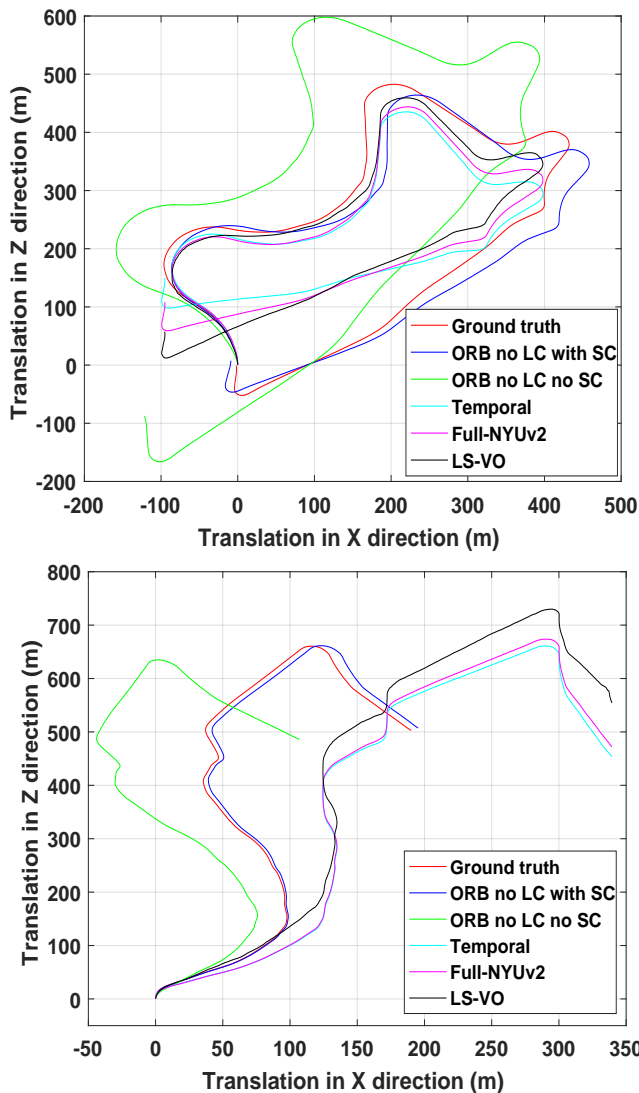 600
500
400
300
200
100
0
-100
-200
Translation in Z direction (m)
-200 -100 0 100 200 300 400 500
Translation in X direction (m)
Ground truth
ORB no LC with SC
ORB no LC no SC
Temporal
Full-NYUv2
LS-VO
800
700
600
500
400
300
200
100
0
Translation in Z direction (m)
-50 0 50 100 150 200 250 300 350
Translation in X direction (m)
Ground truth
ORB no LC with SC
ORB no LC no SC
Temporal
Full-NYUv2
LS-VO